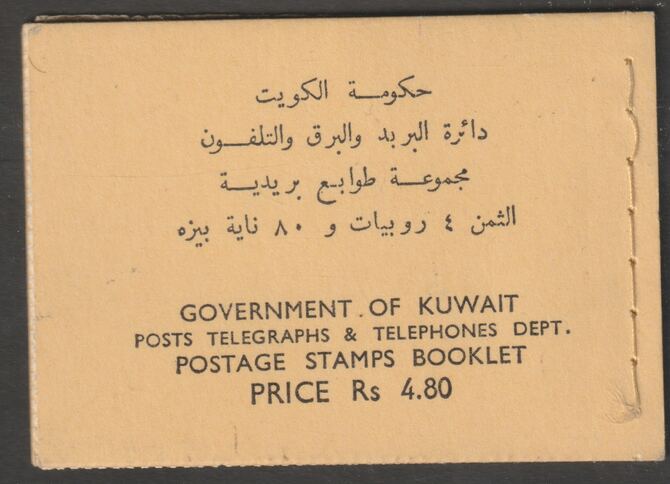 حكومة الكويت
دائرة البريد والبرق والتلفون
مجموعة طوابع بريدية
الثمن ٤ روبيات و ٨٠ ناية بيزه
GOVERNMENT OF KUWAIT
POSTS TELEGRAPHS & TELEPHONES DEPT.
POSTAGE STAMPS BOOKLET
PRICE Rs 4.80